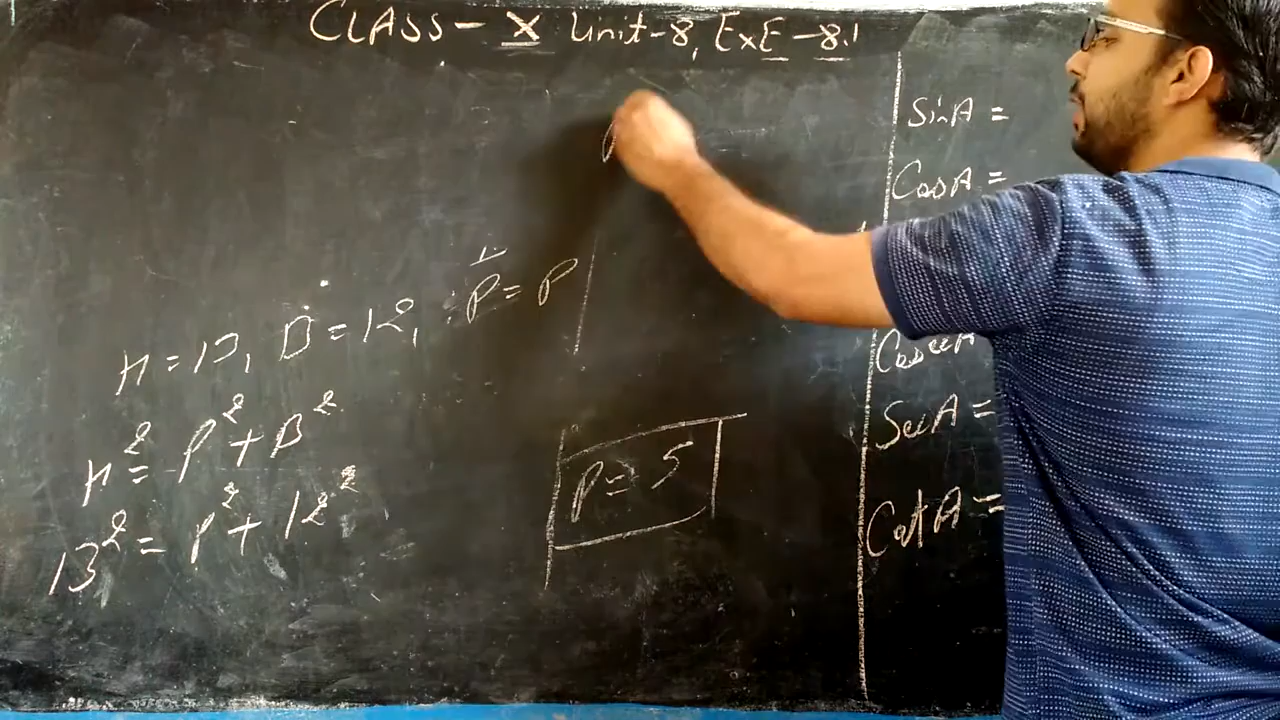 CLASS - X Unit-8, ExE - 8.1
H = 13, B = 12, P = P
H² = P² + B²
13² = P² + 12²
P = 5
SinA =
CosA =
CosecA
SecA =
CotA =